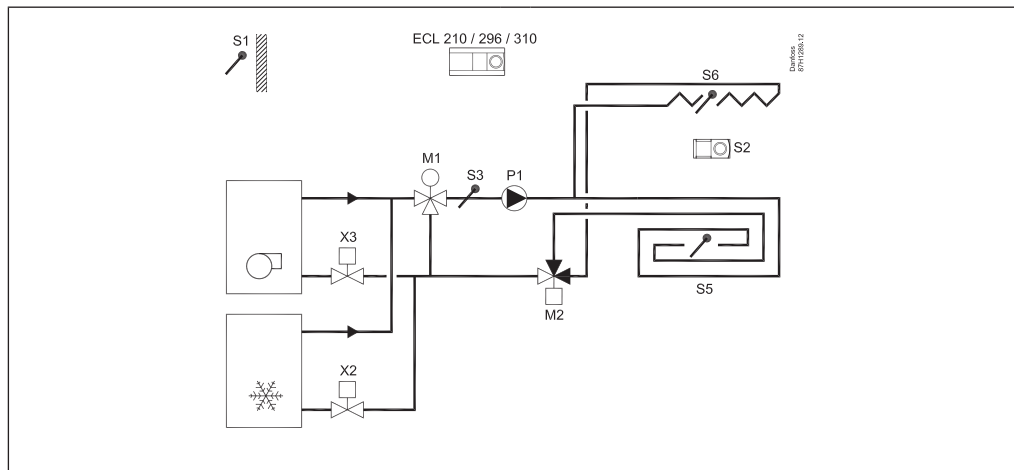 S1
ECL 210 / 296 / 310
Danfoss
87H1289.12
S6
S2
M1
S3
P1
X3
S5
M2
X2